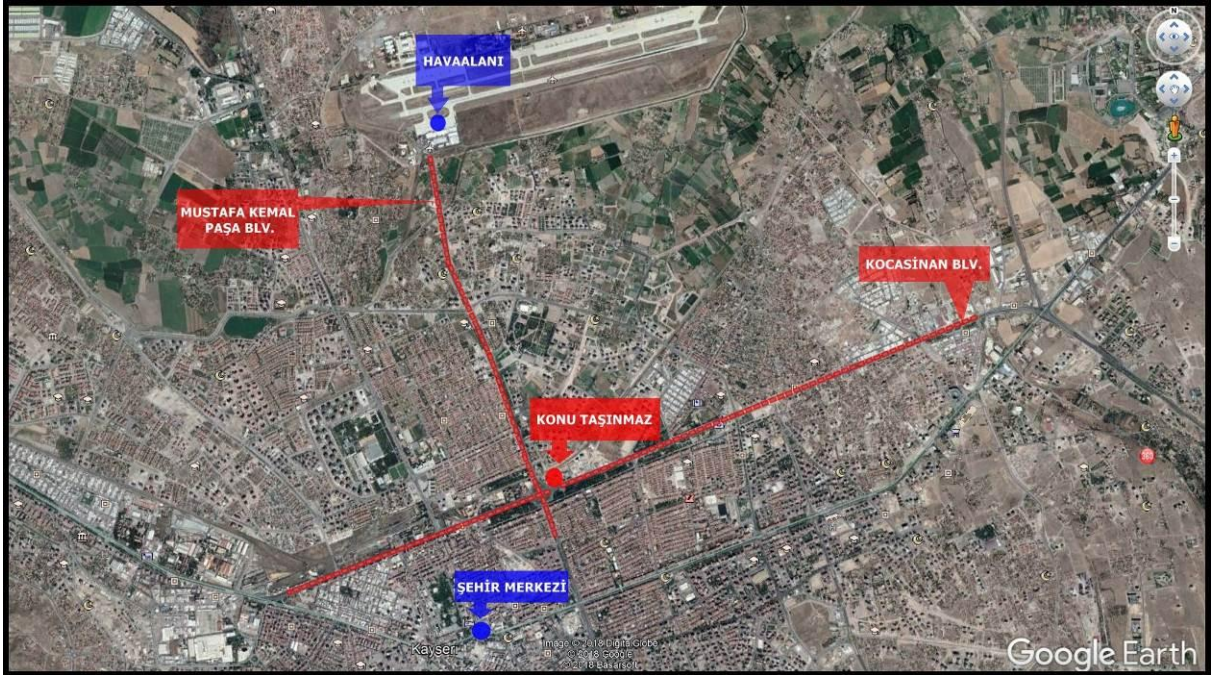 N
HAVAALANI
MUSTAFA KEMAL
PAŞA BLV.
KOCASİNAN BLV.
KONU TAŞINMAZ
ŞEHİR MERKEZİ
Kayseri
Image © 2018 DigitalGlobe
© 2018 Google
© 2018 Basarsoft
Google Earth